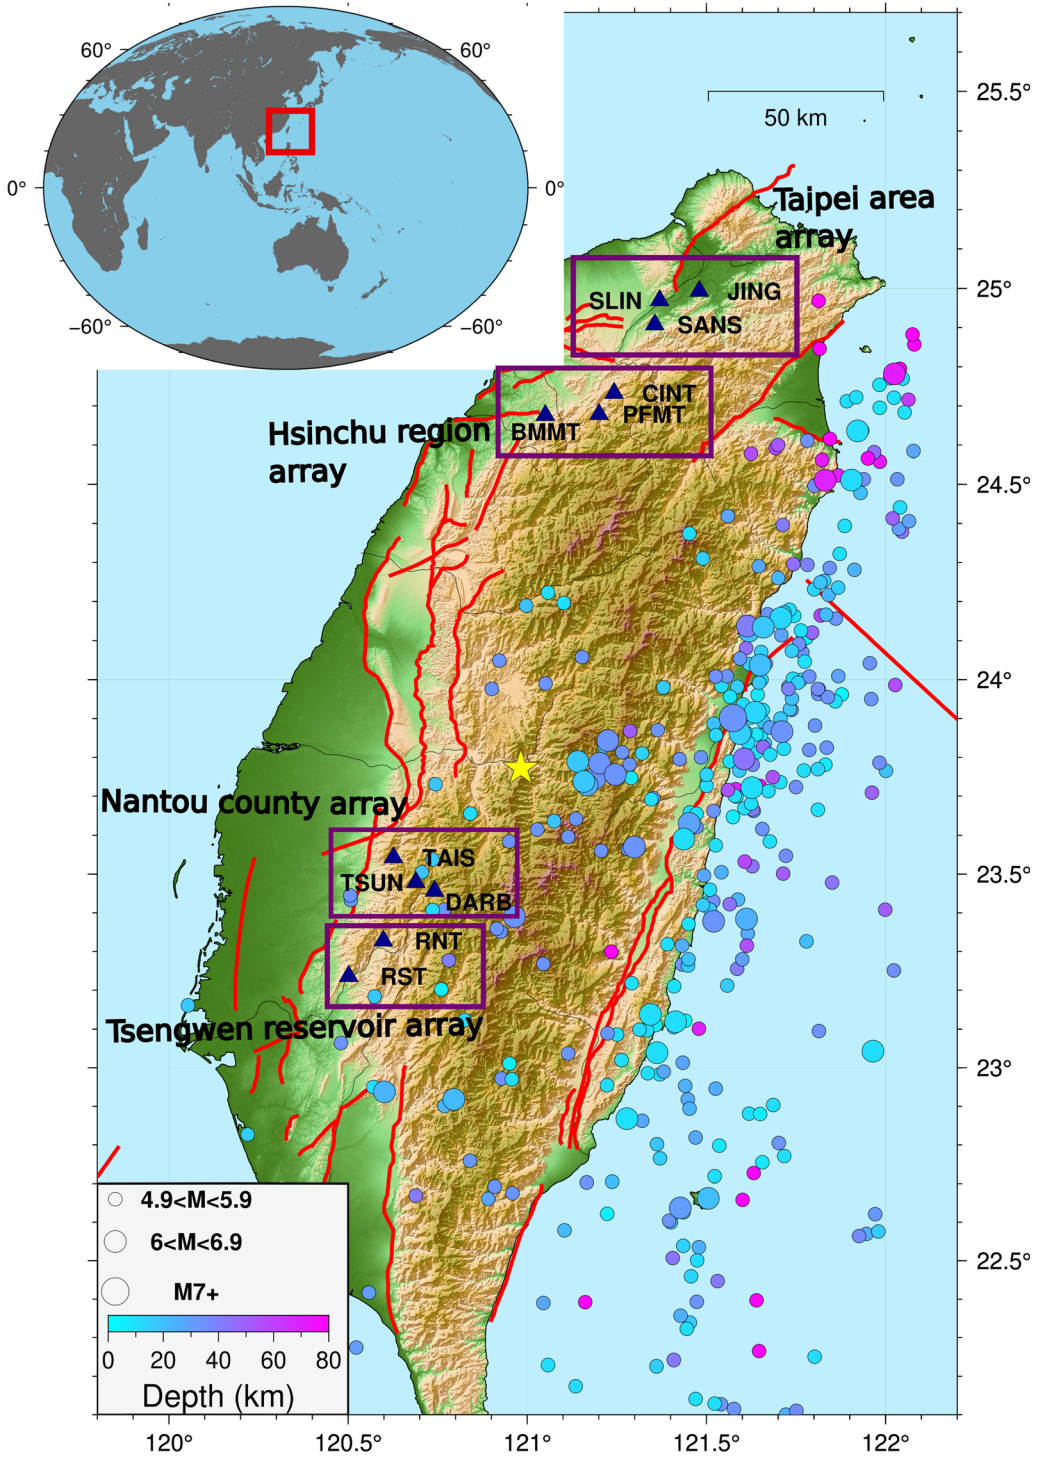 60°
60°
0°
0°
−60°
−60°
50 km
25.5°
Taipei area
array
25°
SLIN
JING
SANS
CINT
PFMT
BMMT
Hsinchu region
array
24.5°
24°
Nantou county array
TAIS
TSUN
DARB
23.5°
RNT
RST
Tsengwen reservoir array
23°
4.9<M<5.9
6<M<6.9
M7+
22.5°
0 20 40 60 80
Depth (km)
120° 120.5° 121° 121.5° 122°